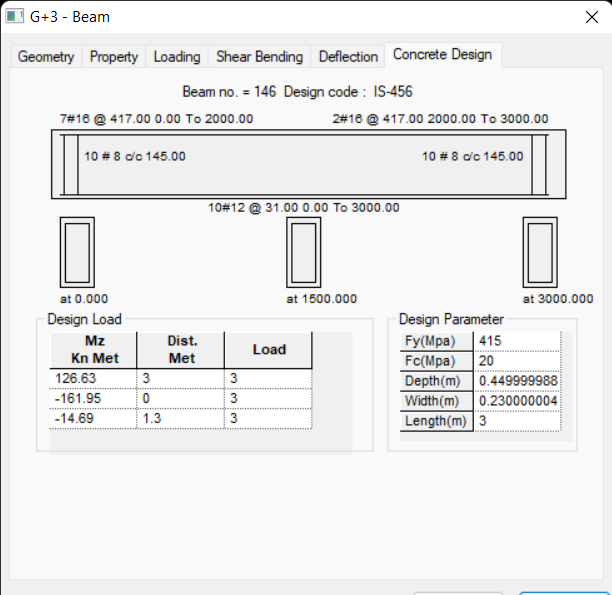 G+3 - Beam
Geometry Property Loading Shear Bending Deflection Concrete Design
Beam no. = 146 Design code : IS-456
7#16 @ 417.00 0.00 To 2000.00 2#16 @ 417.00 2000.00 To 3000.00
10 # 8 c/c 145.00 10 # 8 c/c 145.00
10#12 @ 31.00 0.00 To 3000.00
at 0.000 at 1500.000 at 3000.000
Design Load
Mz Dist. Load
Kn Met Met
126.63 3 3
-161.95 0 3
-14.69 1.3 3
Design Parameter
Fy(Mpa) 415
Fc(Mpa) 20
Depth(m) 0.449999988
Width(m) 0.230000004
Length(m) 3